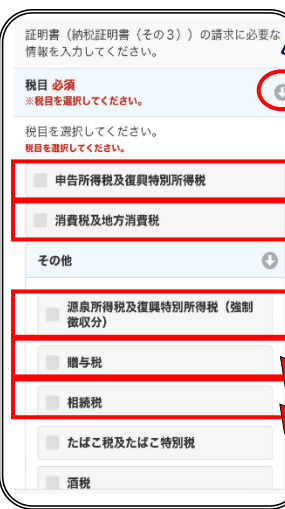 証明書（納税証明書（その３））の請求に必要な
情報を入力してください。
税目 必須
※税目を選択してください。
税目を選択してください。
税目を選択してください。
申告所得税及復興特別所得税
消費税及地方消費税
その他
源泉所得税及復興特別所得税（強制
徴収分）
贈与税
相続税
たばこ税及たばこ特別税
酒税